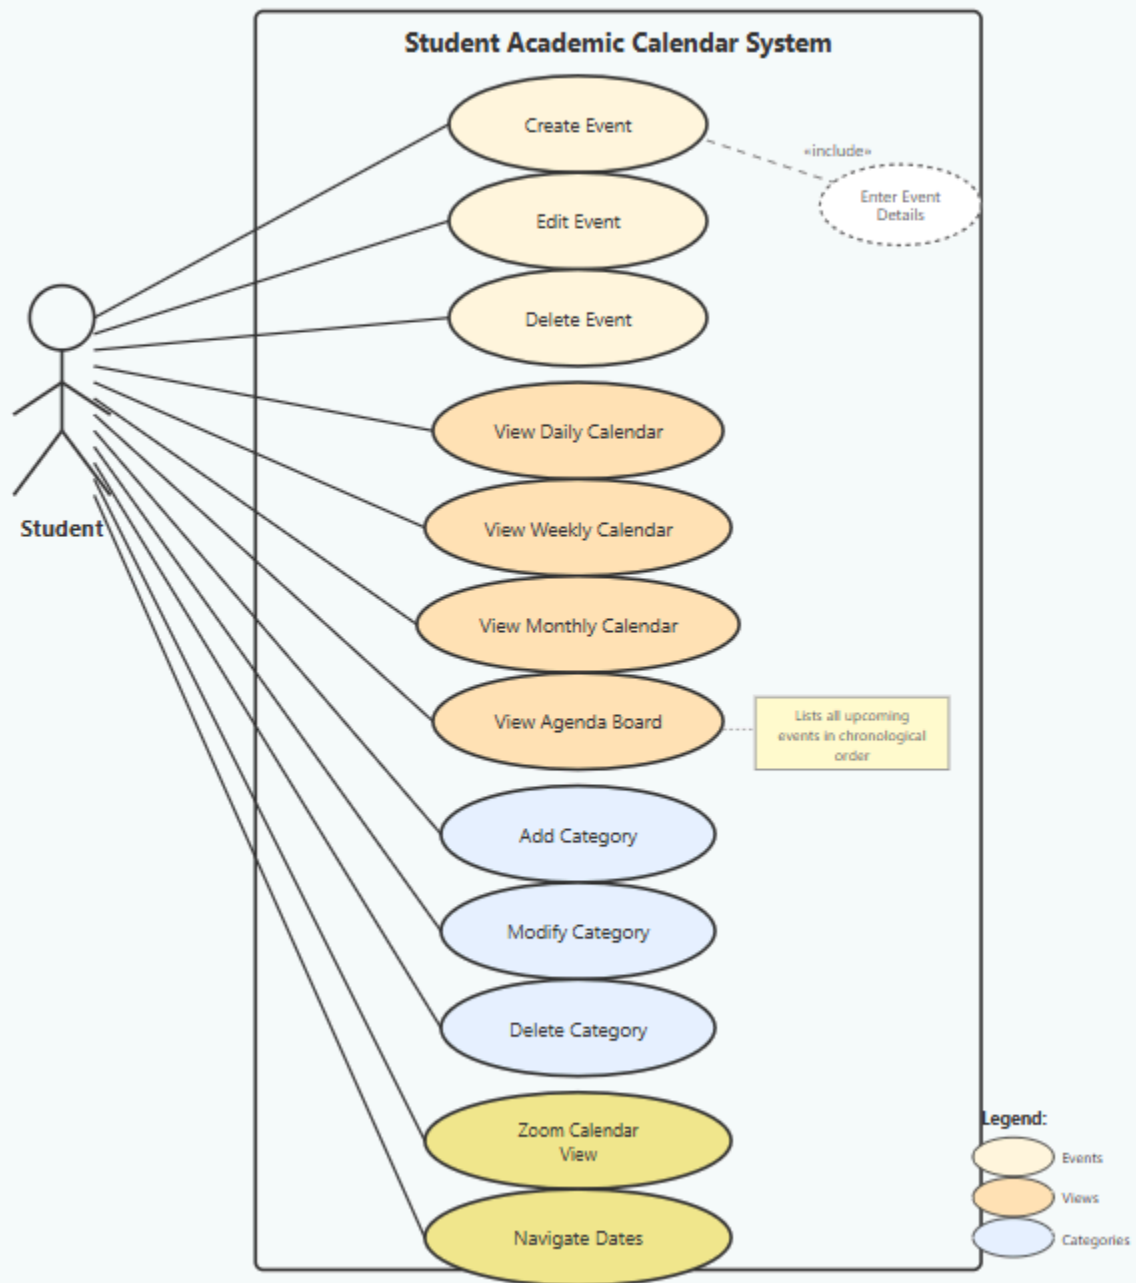 Student Academic Calendar System
Create Event
«include»
Enter Event
Details
Edit Event
Delete Event
View Daily Calendar
Student
View Weekly Calendar
View Monthly Calendar
View Agenda Board
Lists all upcoming
events in chronological
order
Add Category
Modify Category
Delete Category
Zoom Calendar
View
Navigate Dates
Legend:
Events
Views
Categories